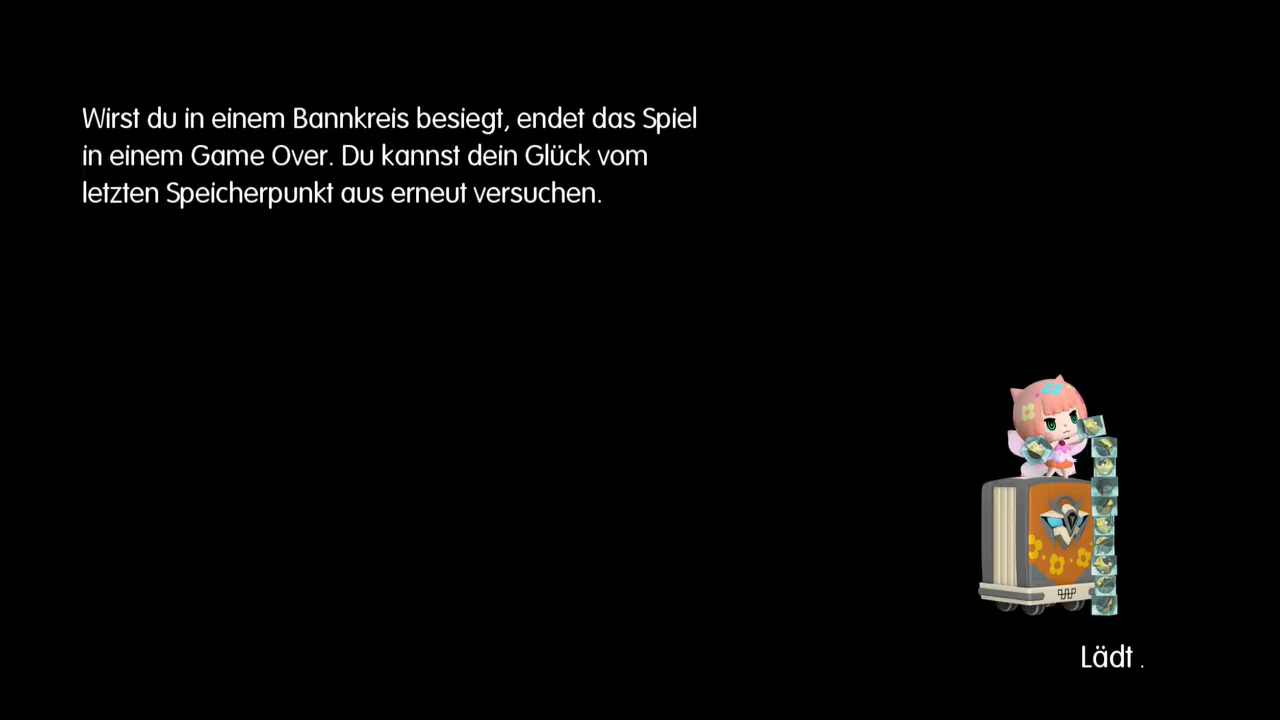 Wirst du in einem Bannkreis besiegt, endet das Spiel
in einem Game Over. Du kannst dein Glück vom
letzten Speicherpunkt aus erneut versuchen.
Lädt .